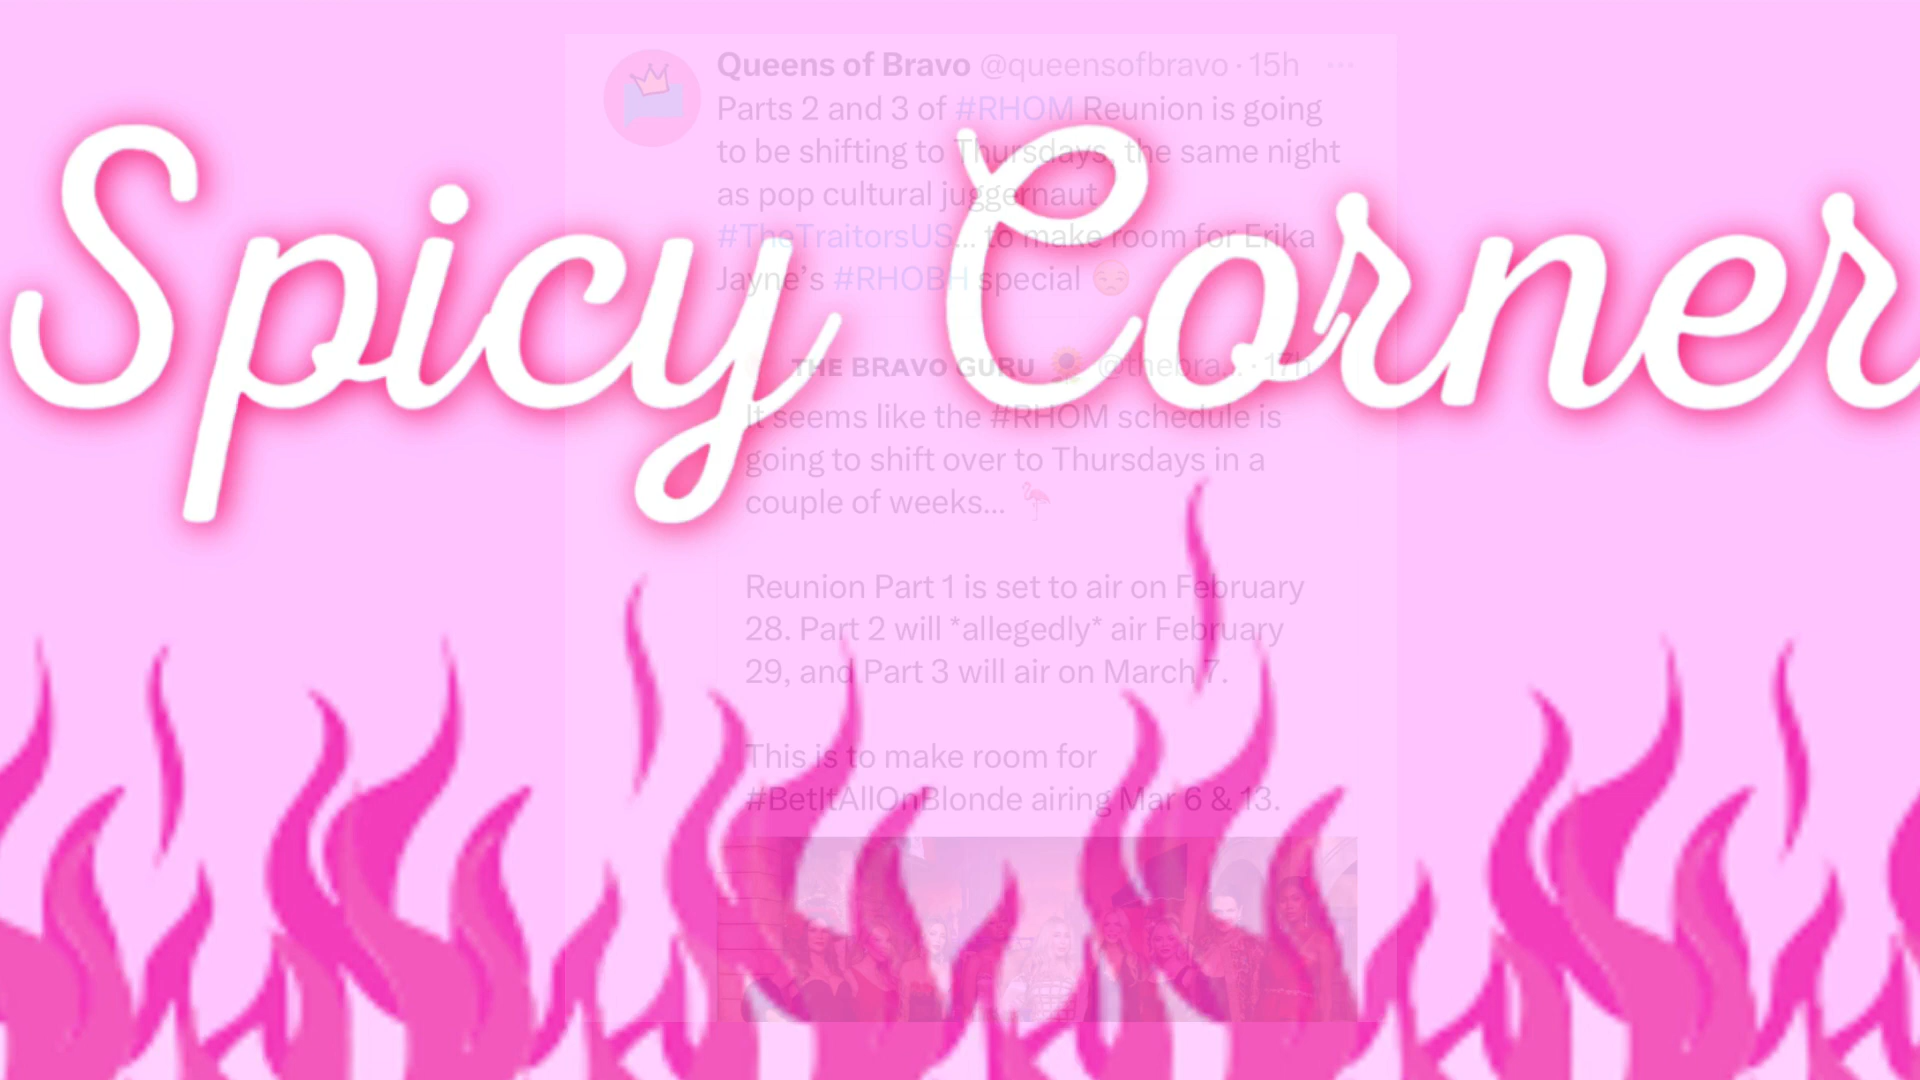 Spicy Corner
Queens of Bravo @queensofbravo · 15h ...
Parts 2 and 3 of #RHOM Reunion is going
to be shifting to Thursdays, the same night
as pop cultural juggernaut
#TheTraitorsUS... to make room for Erika
Jayne's #RHOBH special 😒
THE BRAVO GURU 🌻 @thebra... · 17h
It seems like the #RHOM schedule is
going to shift over to Thursdays in a
couple of weeks... 🦩
Reunion Part 1 is set to air on February
28. Part 2 will *allegedly* air February
29, and Part 3 will air on March 7.
This is to make room for
#BetItAllOnBlonde airing Mar 6 & 13.